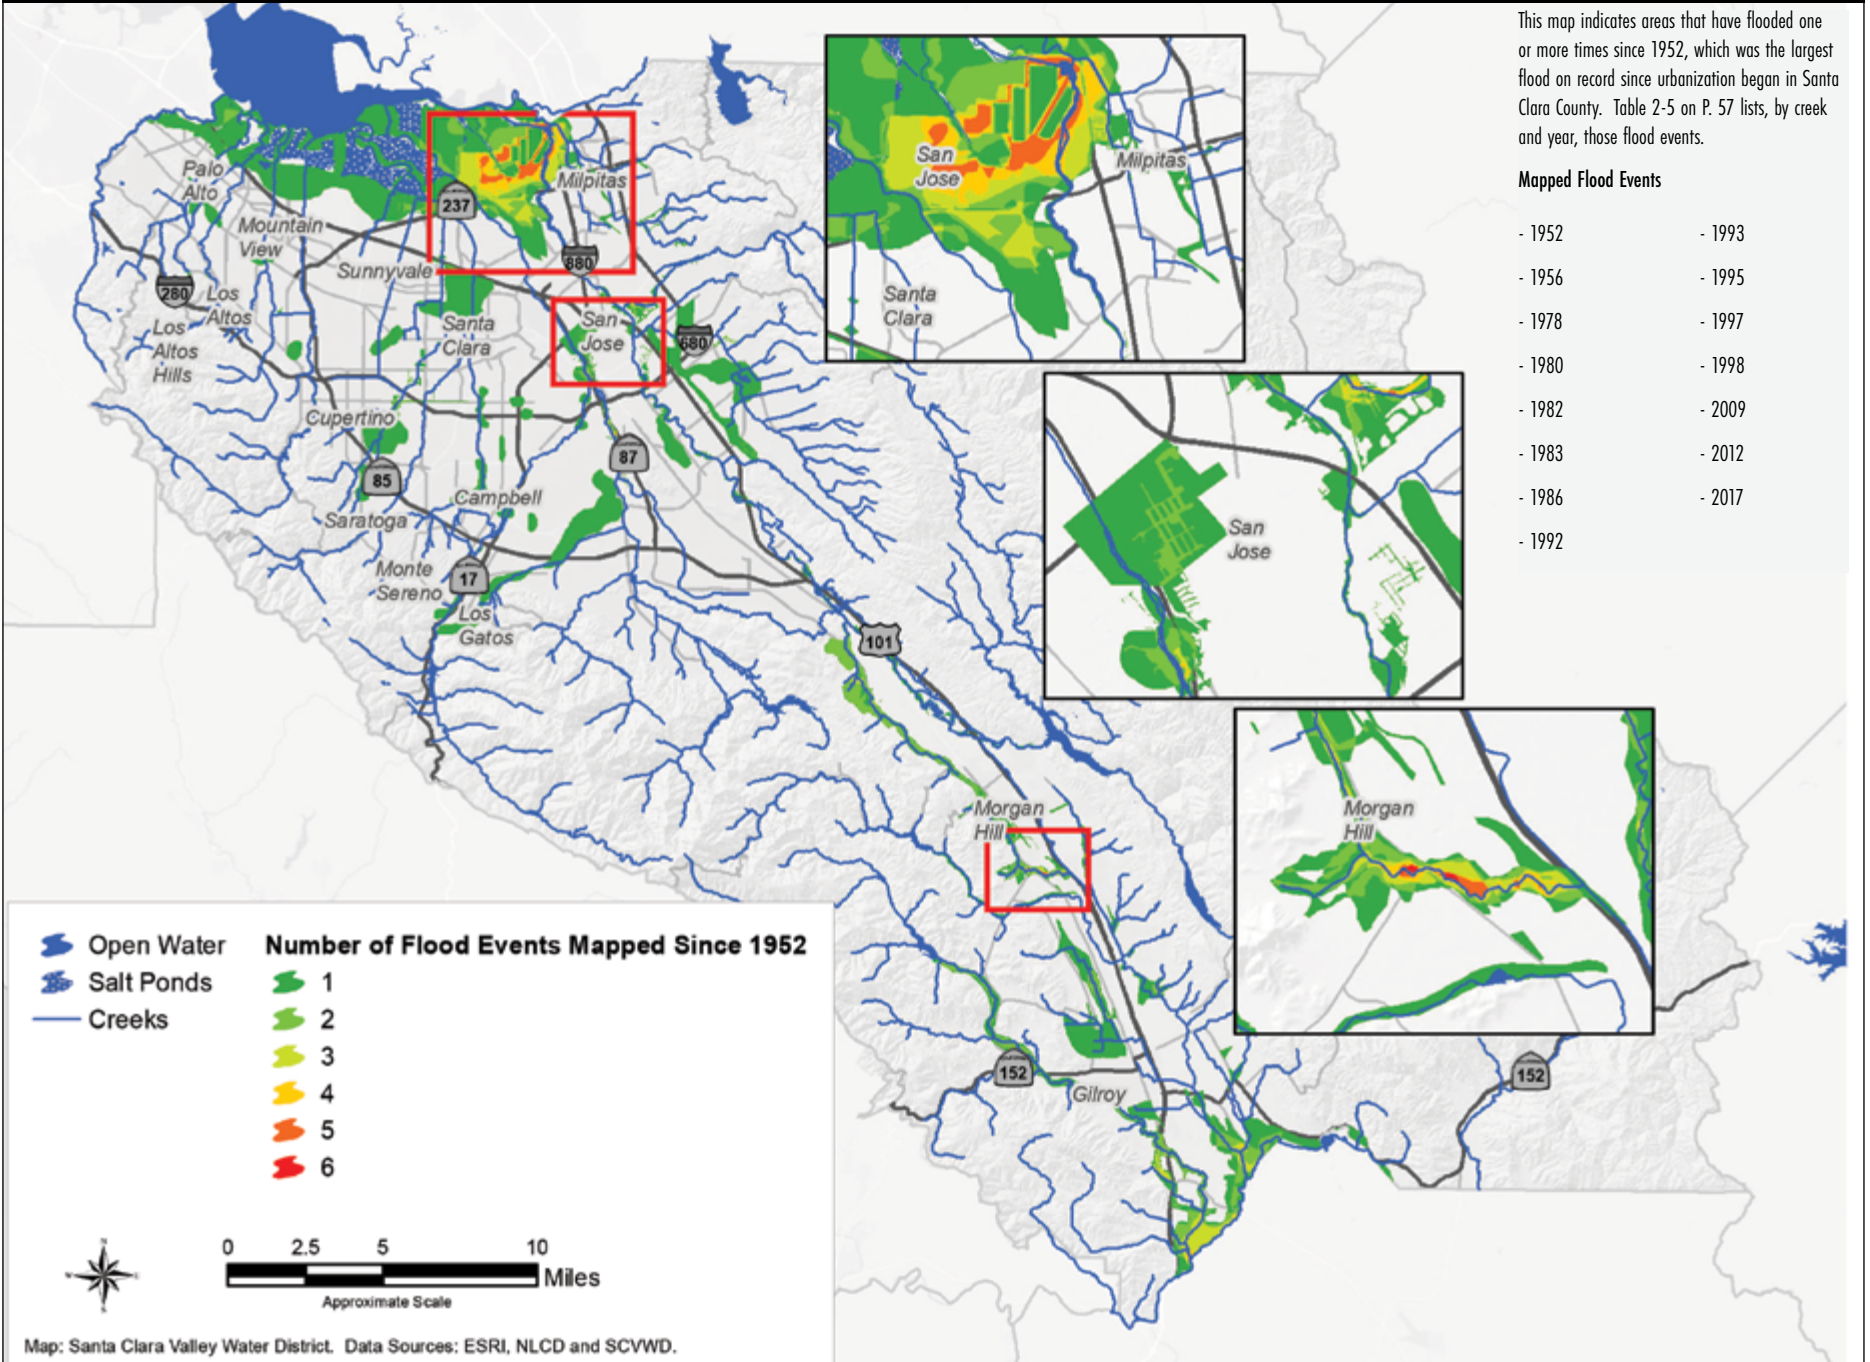 This map indicates areas that have flooded one
or more times since 1952, which was the largest
flood on record since urbanization began in Santa
Clara County. Table 2-5 on P. 57 lists, by creek
and year, those flood events.
Mapped Flood Events
- 1952
- 1956
- 1978
- 1980
- 1982
- 1983
- 1986
- 1992
- 1993
- 1995
- 1997
- 1998
- 2009
- 2012
- 2017
Palo
Alto
Mountain
View
Sunnyvale
237
Milpitas
880
280
Los
Altos
Los
Altos
Hills
Santa
Clara
San
Jose
680
Cupertino
85
87
Campbell
Saratoga
Monte
Sereno
17
Los
Gatos
101
Morgan
Hill
152
Gilroy
152
San
Jose
Milpitas
Santa
Clara
San
Jose
Morgan
Hill
Open Water
Salt Ponds
Creeks
Number of Flood Events Mapped Since 1952
1
2
3
4
5
6
N
W
E
S
0 2.5 5 10
Miles
Approximate Scale
Map: Santa Clara Valley Water District. Data Sources: ESRI, NLCD and SCVWD.